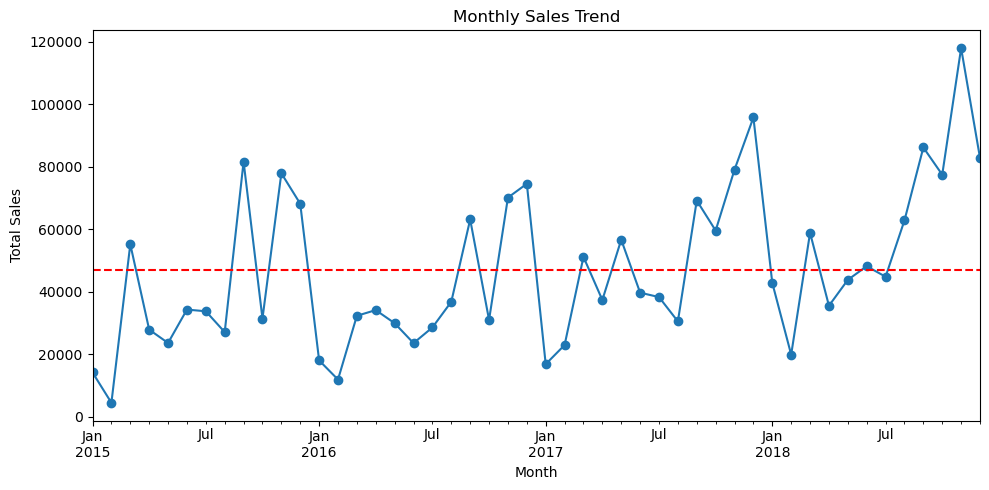 Monthly Sales Trend
Total Sales
120000
100000
80000
60000
40000
20000
0
Jan Jul Jan Jul Jan Jul Jan Jul
2015 2016 2017 2018
Month